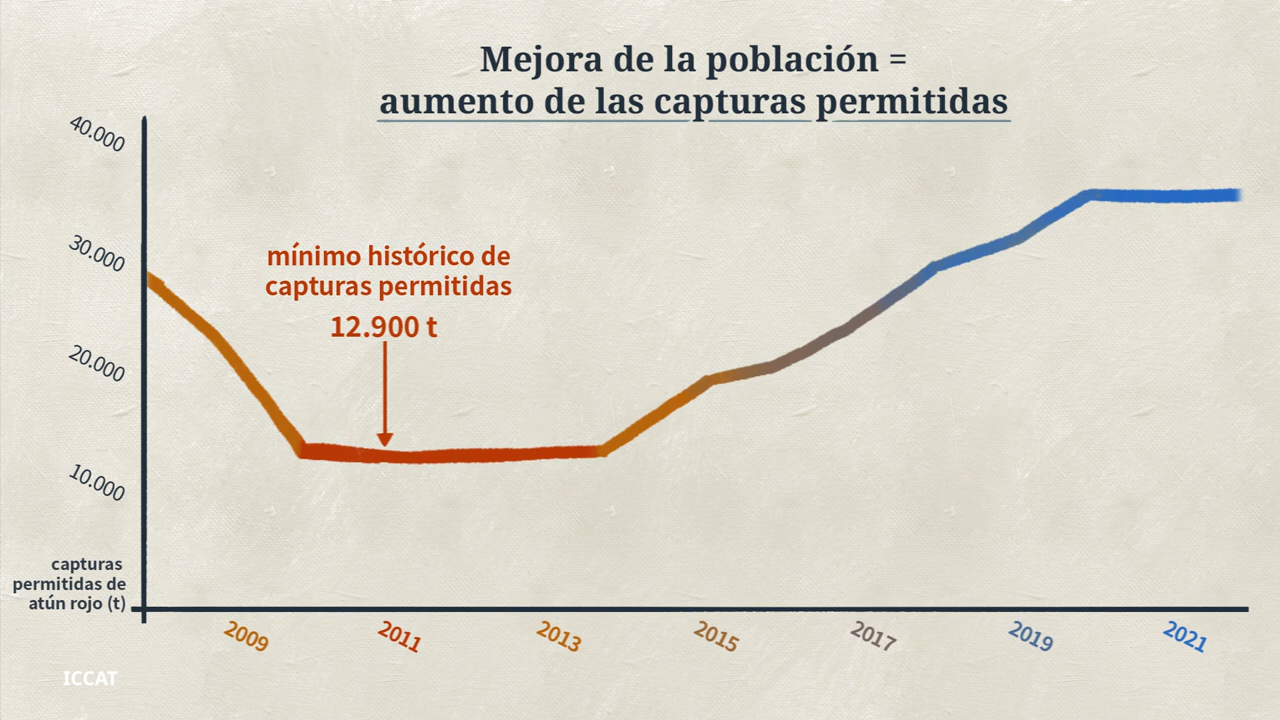 Mejora de la población =
aumento de las capturas permitidas
40.000
30.000
20.000
10.000
mínimo histórico de
capturas permitidas
12.900 t
capturas
permitidas de
atún rojo (t)
2009
2011
2013
2015
2017
2019
2021
ICCAT